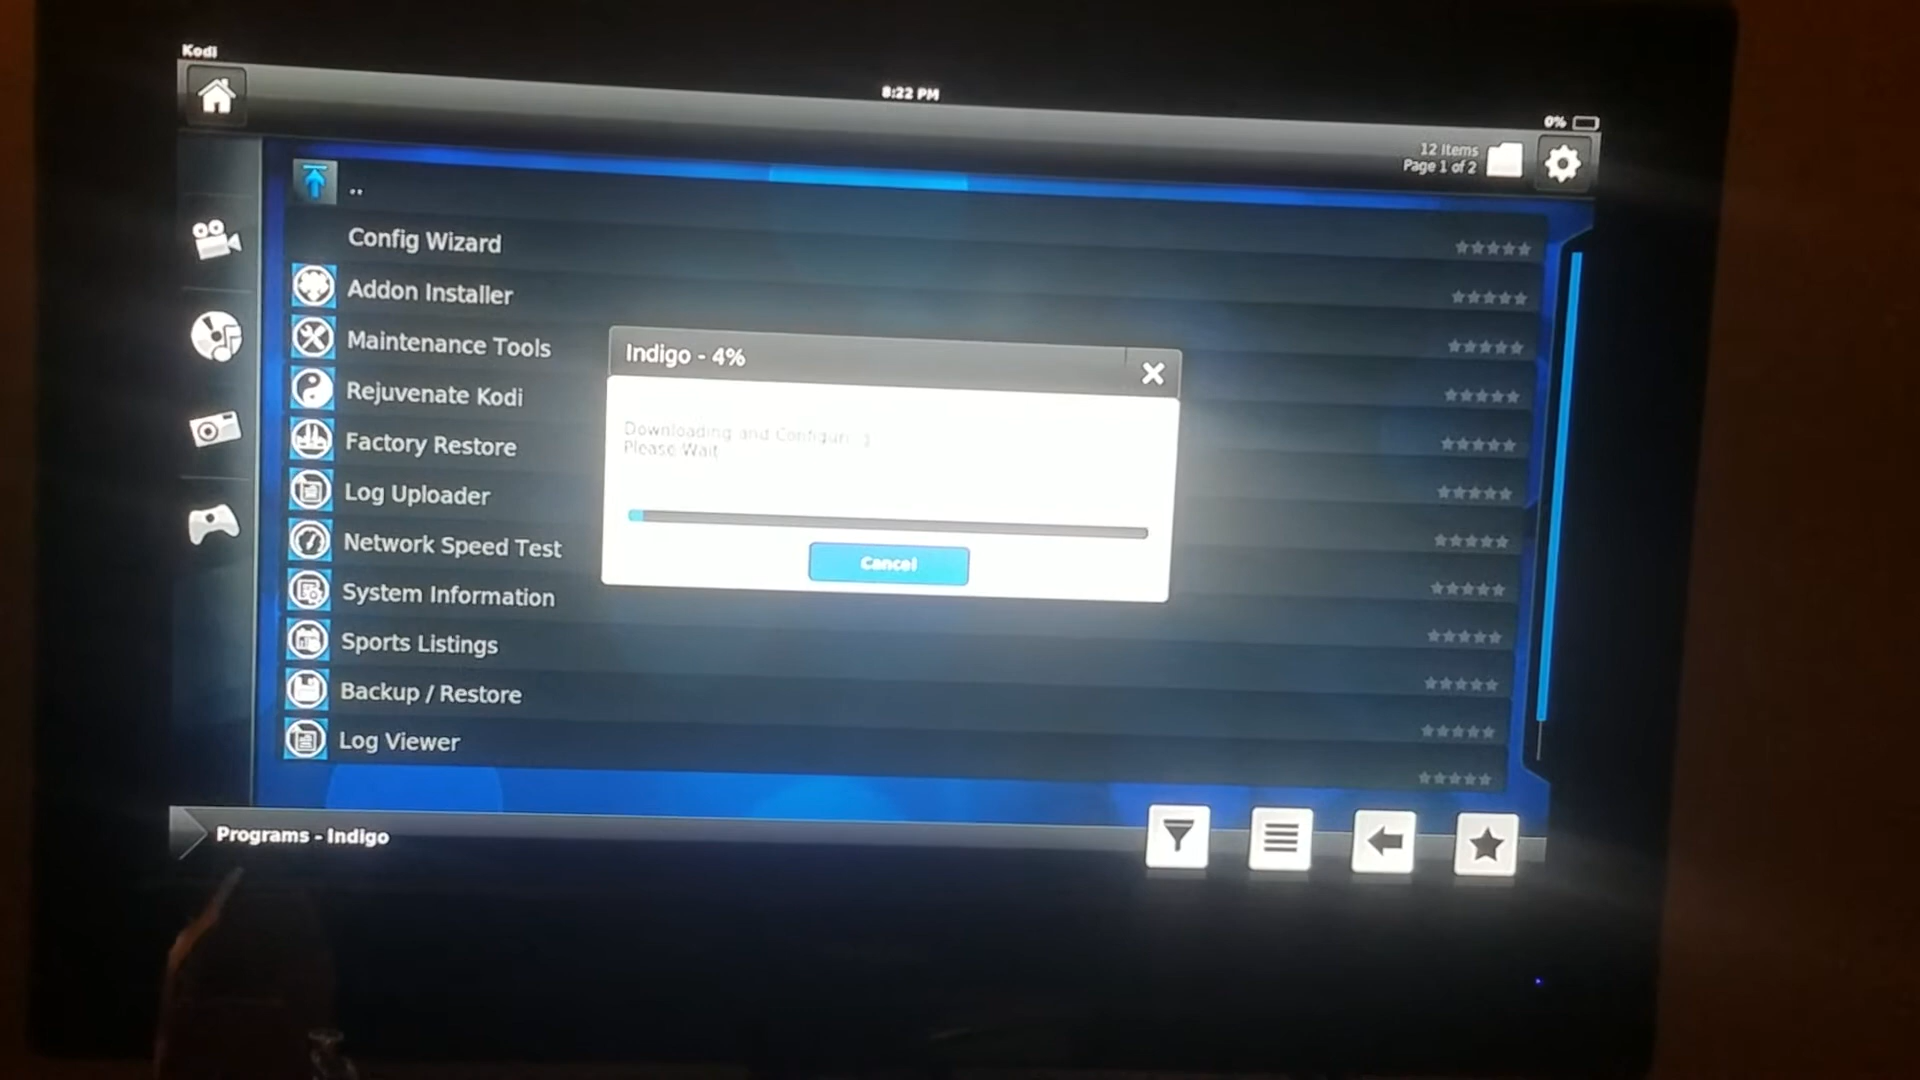 Kodi
8:22 PM
0%
12 Items
Page 1 of 2
..
Config Wizard
Addon Installer
Maintenance Tools
Rejuvenate Kodi
Factory Restore
Log Uploader
Network Speed Test
System Information
Sports Listings
Backup / Restore
Log Viewer
Indigo - 4%
Downloading and
Please Wait
Cancel
Programs - Indigo